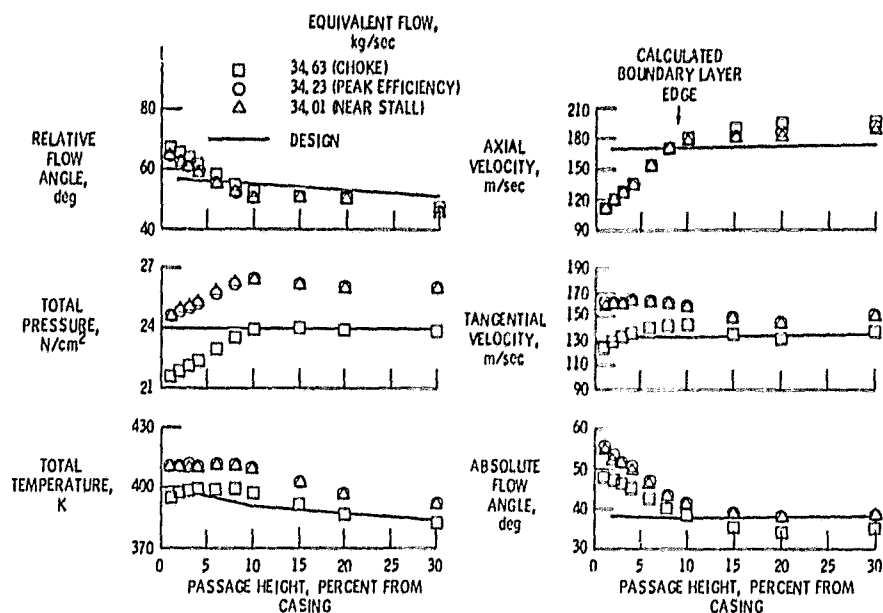 EQUIVALENT FLOW,
kg/sec
34.63 (CHOKE)
34.23 (PEAK EFFICIENCY)
34.01 (NEAR STALL)
DESIGN
CALCULATED
BOUNDARY LAYER
EDGE
80
60
40
RELATIVE
FLOW
ANGLE,
deg
210
180
150
120
90
AXIAL
VELOCITY,
m/sec
27
24
21
TOTAL
PRESSURE,
N/cm2
190
170
150
130
110
90
TANGENTIAL
VELOCITY,
m/sec
430
400
370
TOTAL
TEMPERATURE,
K
60
50
40
30
ABSOLUTE
FLOW
ANGLE,
deg
0 5 10 15 20 25 30
PASSAGE HEIGHT, PERCENT FROM
CASING
0 5 10 15 20 25 30
PASSAGE HEIGHT, PERCENT FROM
CASING